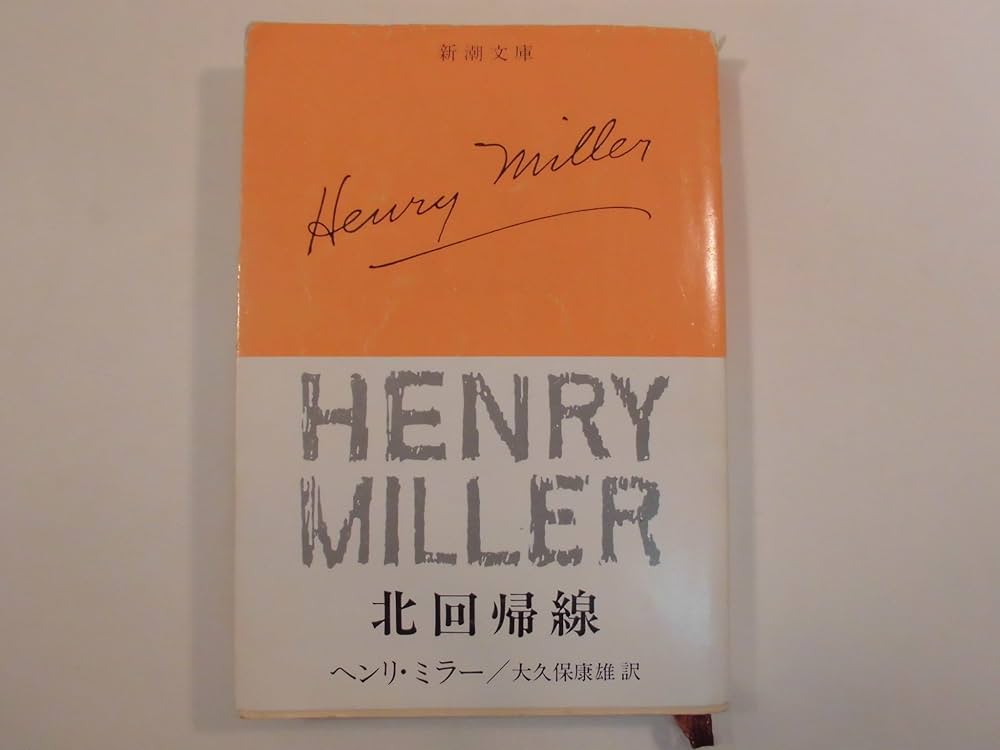 新潮文庫
Henry Miller
HENRY
MILLER
北回帰線
ヘンリ・ミラー／大久保康雄訳